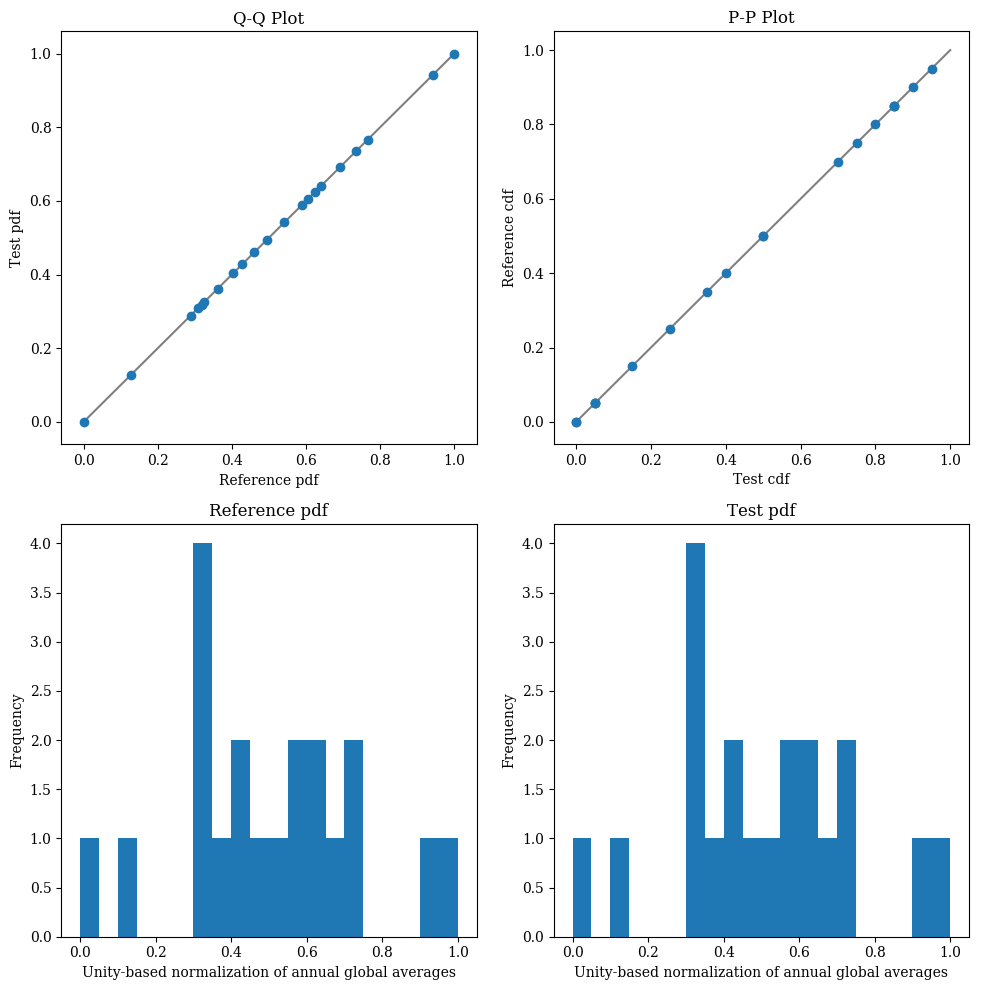 Q-Q Plot
1.0
0.8
0.6
0.4
0.2
0.0
Test pdf
0.0 0.2 0.4 0.6 0.8 1.0
Reference pdf
P-P Plot
1.0
0.8
0.6
0.4
0.2
0.0
Reference cdf
0.0 0.2 0.4 0.6 0.8 1.0
Test cdf
Reference pdf
4.0
3.5
3.0
2.5
2.0
1.5
1.0
0.5
0.0
Frequency
0.0 0.2 0.4 0.6 0.8 1.0
Unity-based normalization of annual global averages
Test pdf
4.0
3.5
3.0
2.5
2.0
1.5
1.0
0.5
0.0
Frequency
0.0 0.2 0.4 0.6 0.8 1.0
Unity-based normalization of annual global averages